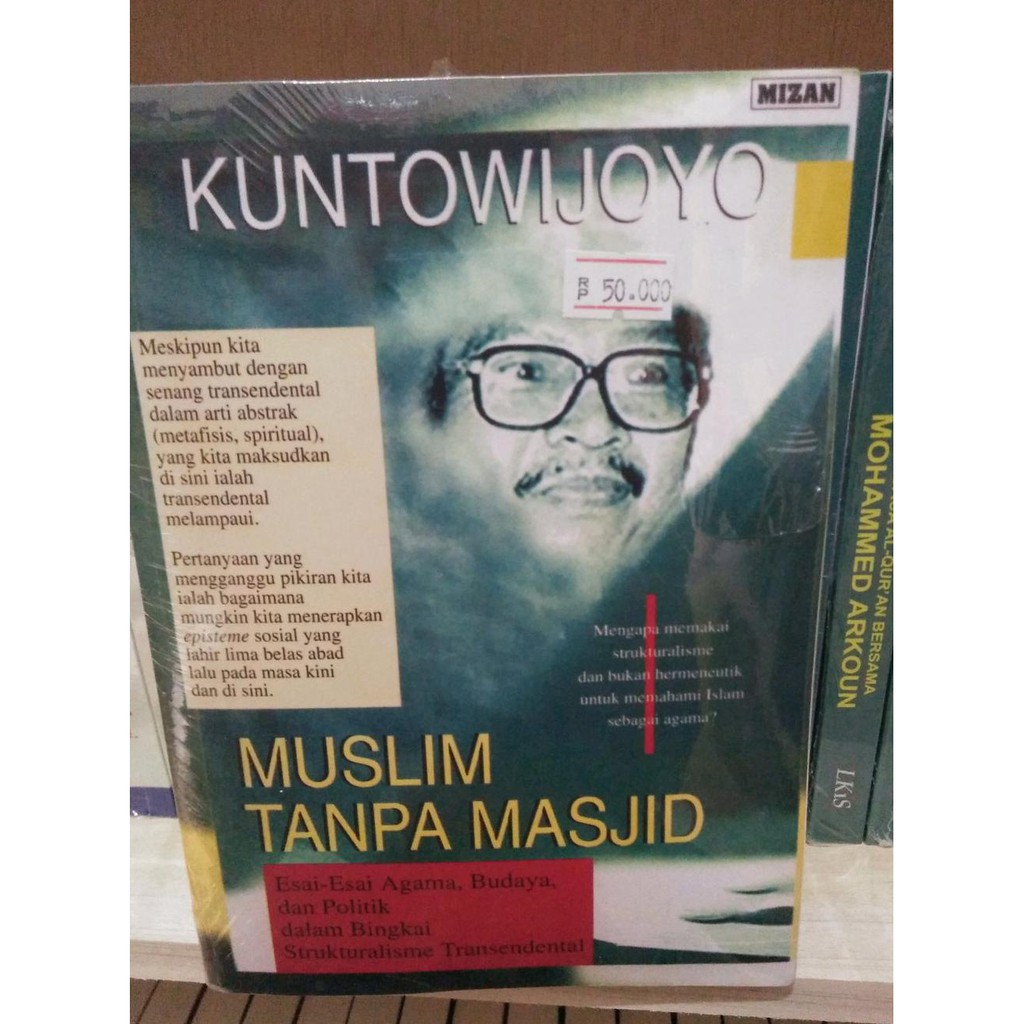 MIZAN
KUNTOWIJOYO
RP 50.000
Meskipun kita
menyambut dengan
senang transendental
dalam arti abstrak
(metafisis, spiritual),
yang kita maksudkan
di sini ialah
transendental
melampaui.
Pertanyaan yang
mengganggu pikiran kita
ialah bagaimana
mungkin kita menerapkan
episteme sosial yang
lahir lima belas abad
lalu pada masa kini
dan di sini.
Mengapa memakai
strukturalisme
dan bukan hermeneutik
untuk memahami Islam
sebagai agama?
MUSLIM
TANPA MASJID
Esai-Esai Agama, Budaya,
dan Politik
dalam Bingkai
Strukturalisme Transendental
AL-QUR'AN BERSAMA
MOHAMMED ARKOUN
LKiS